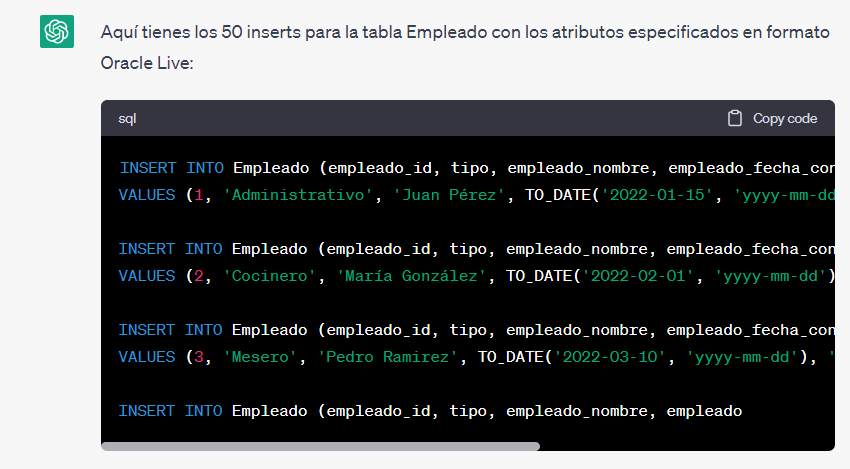 Aquí tienes los 50 inserts para la tabla Empleado con los atributos especificados en formato
Oracle Live:
sql Copy code
INSERT INTO Empleado (empleado_id, tipo, empleado_nombre, empleado_fecha_con
VALUES (1, 'Administrativo', 'Juan Pérez', TO_DATE('2022-01-15', 'yyyy-mm-dd
INSERT INTO Empleado (empleado_id, tipo, empleado_nombre, empleado_fecha_con
VALUES (2, 'Cocinero', 'María González', TO_DATE('2022-02-01', 'yyyy-mm-dd')
INSERT INTO Empleado (empleado_id, tipo, empleado_nombre, empleado_fecha_con
VALUES (3, 'Mesero', 'Pedro Ramirez', TO_DATE('2022-03-10', 'yyyy-mm-dd'), '
INSERT INTO Empleado (empleado_id, tipo, empleado_nombre, empleado